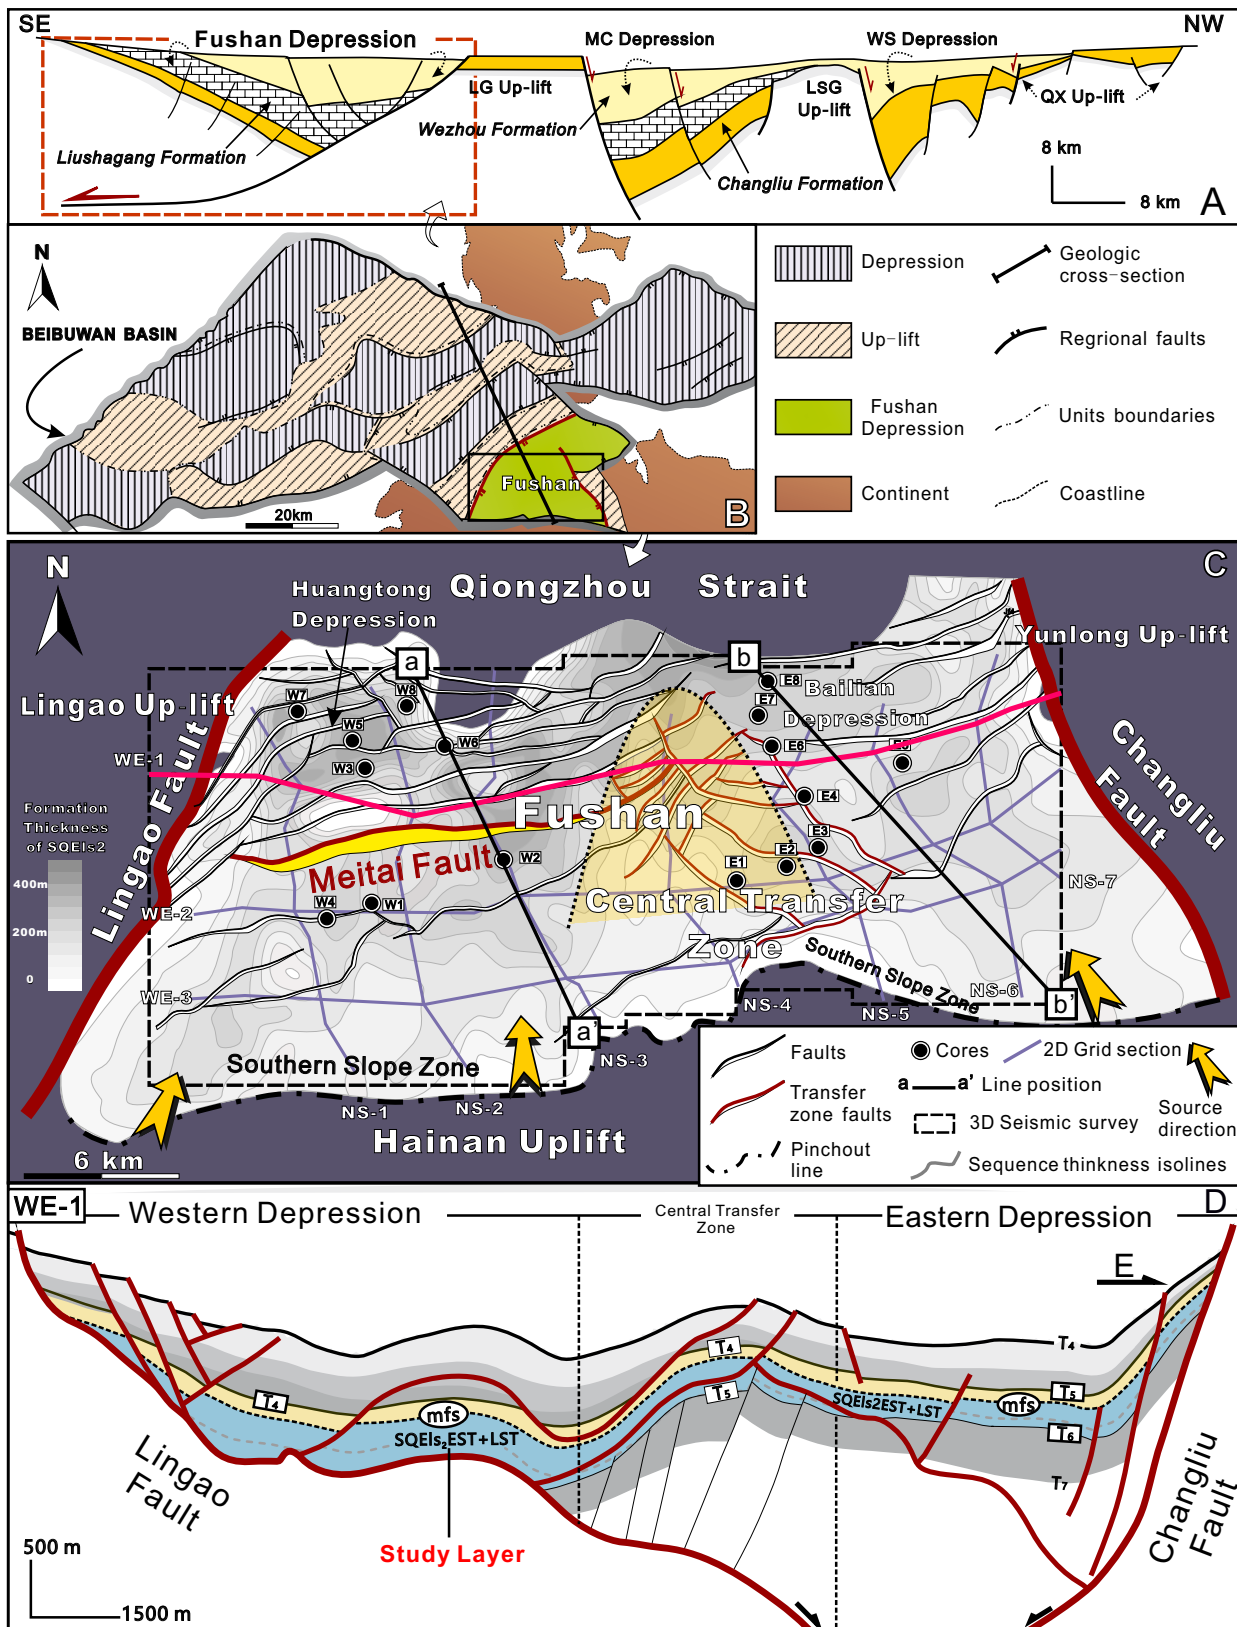 SE
Fushan Depression
MC Depression
WS Depression
NW
LG Up-lift
LSG
Up-lift
QX Up-lift
Wezhou Formation
Liushagang Formation
Changliu Formation
8 km
8 km
A
N
BEIBUWAN BASIN
Fushan
20km
B
Depression
Geologic
cross-section
Up-lift
Regrional faults
Fushan
Depression
Units boundaries
Continent
Coastline
C
N
Qiongzhou Strait
Huangtong
Depression
Yunlong Up-lift
Lingao Up-lift
a
b
W7
W8
W5
W6
W3
E8
E7
Bailian
Depression
E6
E5
WE-1
Lingao Fault
Changliu
Fault
Formation
Thickness
of SQEls2
400m
200m
0
Fushan
E4
E3
E2
E1
Meitai Fault
W2
W1
W4
WE-2
WE-3
Central Transfer
Zone
NS-7
Southern Slope Zone
NS-6
NS-5
NS-4
NS-3
b'
a'
Southern Slope Zone
NS-1
NS-2
Hainan Uplift
6 km
Faults
Cores
2D Grid section
Transfer
zone faults
a
a'
Line position
3D Seismic survey
Source
direction
Pinchout
line
Sequence thinkness isolines
WE-1
Western Depression
Central Transfer
Zone
Eastern Depression
D
E
T4
T4
T4
T5
T5
T6
T7
mfs
mfs
SQEls2EST+LST
SQEls2EST+LST
Lingao
Fault
Changliu
Fault
Study Layer
500 m
1500 m